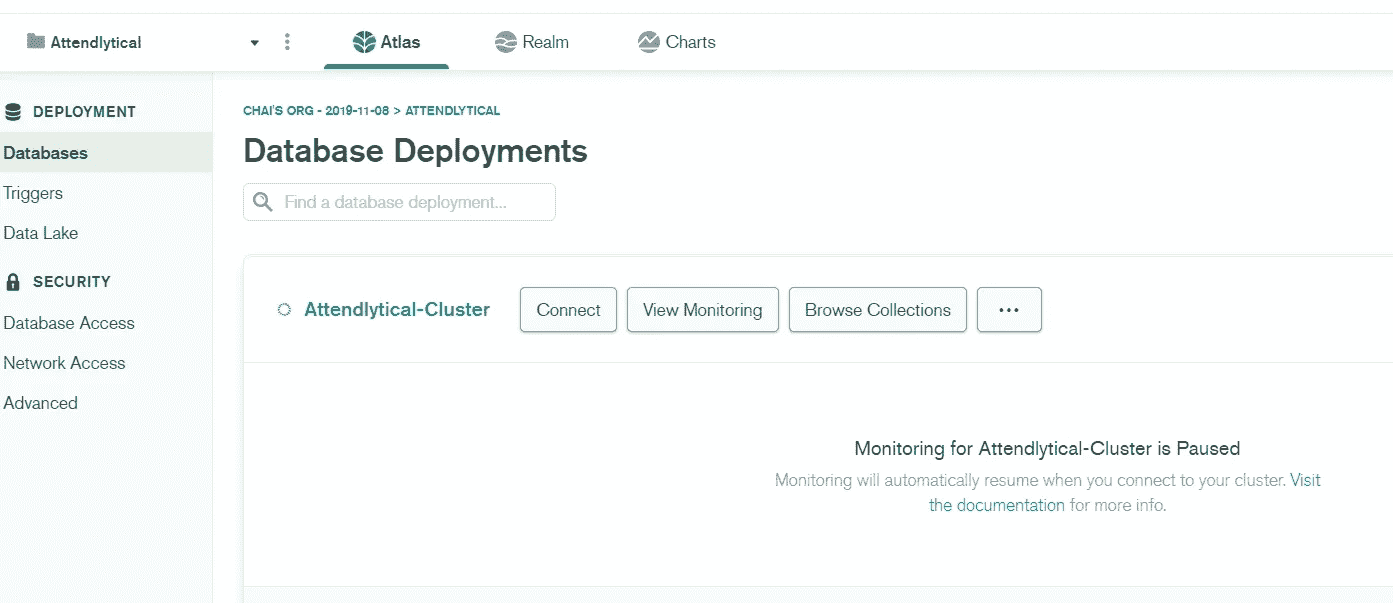 Attendlytical
Atlas
Realm
Charts
DEPLOYMENT
Databases
Triggers
Data Lake
SECURITY
Database Access
Network Access
Advanced
CHAI'S ORG - 2019-11-08 > ATTENDLYTICAL
Database Deployments
Find a database deployment...
Attendlytical-Cluster
Connect
View Monitoring
Browse Collections
...
Monitoring for Attendlytical-Cluster is Paused
Monitoring will automatically resume when you connect to your cluster. Visit
the documentation for more info.